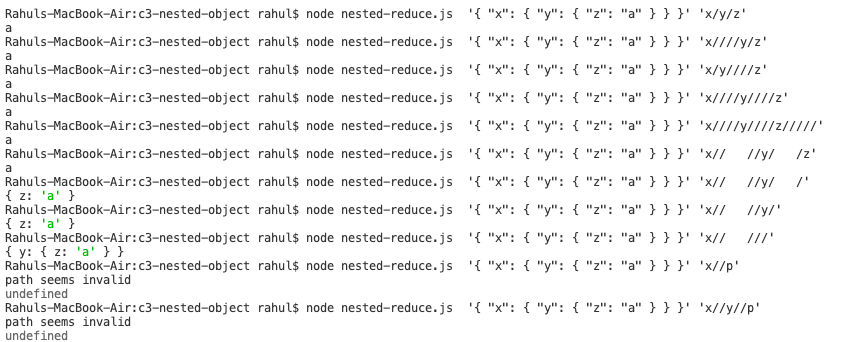 Rahuls-MacBook-Air:c3-nested-object rahul$ node nested-reduce.js  '{ "x": { "y": { "z": "a" } } }' 'x/y/z'
a
Rahuls-MacBook-Air:c3-nested-object rahul$ node nested-reduce.js  '{ "x": { "y": { "z": "a" } } }' 'x////y/z'
a
Rahuls-MacBook-Air:c3-nested-object rahul$ node nested-reduce.js  '{ "x": { "y": { "z": "a" } } }' 'x/y////z'
a
Rahuls-MacBook-Air:c3-nested-object rahul$ node nested-reduce.js  '{ "x": { "y": { "z": "a" } } }' 'x////y////z'
a
Rahuls-MacBook-Air:c3-nested-object rahul$ node nested-reduce.js  '{ "x": { "y": { "z": "a" } } }' 'x////y////z/////'
a
Rahuls-MacBook-Air:c3-nested-object rahul$ node nested-reduce.js  '{ "x": { "y": { "z": "a" } } }' 'x//   //y/   /z'
a
Rahuls-MacBook-Air:c3-nested-object rahul$ node nested-reduce.js  '{ "x": { "y": { "z": "a" } } }' 'x//   //y/   /'
{ z: 'a' }
Rahuls-MacBook-Air:c3-nested-object rahul$ node nested-reduce.js  '{ "x": { "y": { "z": "a" } } }' 'x//   //y/'
{ z: 'a' }
Rahuls-MacBook-Air:c3-nested-object rahul$ node nested-reduce.js  '{ "x": { "y": { "z": "a" } } }' 'x//   ///'
{ y: { z: 'a' } }
Rahuls-MacBook-Air:c3-nested-object rahul$ node nested-reduce.js  '{ "x": { "y": { "z": "a" } } }' 'x//p'
path seems invalid
undefined
Rahuls-MacBook-Air:c3-nested-object rahul$ node nested-reduce.js  '{ "x": { "y": { "z": "a" } } }' 'x//y//p'
path seems invalid
undefined